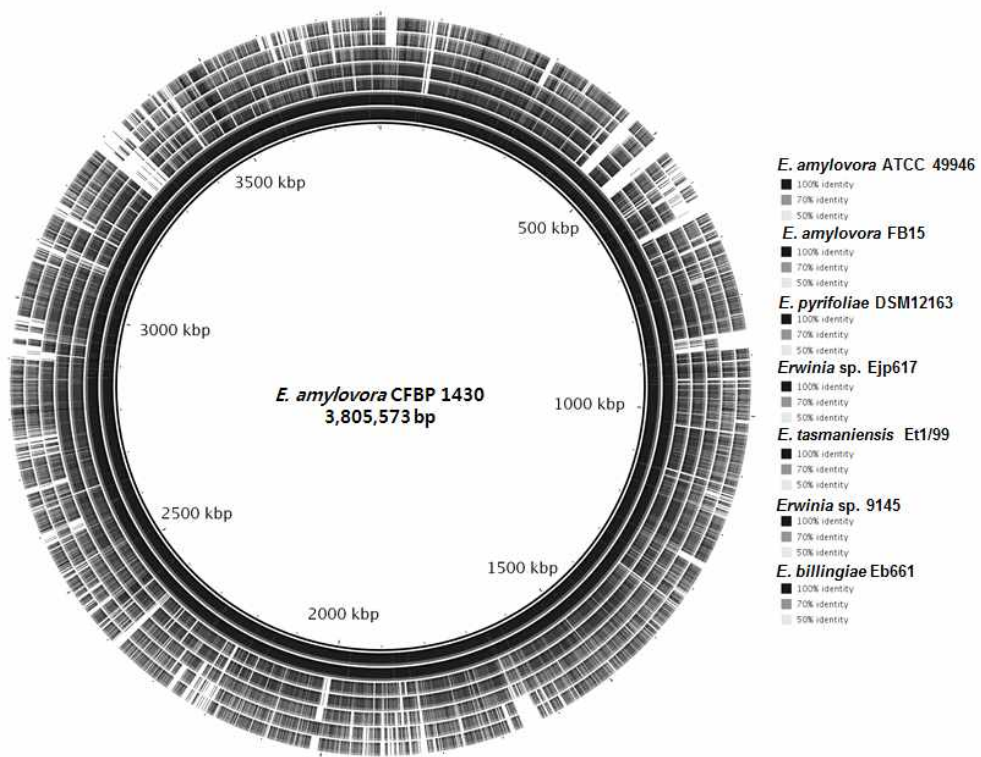 3500 kbp
500 kbp
3000 kbp
E. amylovora CFBP 1430
3,805,573 bp
1000 kbp
2500 kbp
1500 kbp
2000 kbp
E. amylovora ATCC 49946
100% identity
70% identity
50% identity
E. amylovora FB15
100% identity
70% identity
50% identity
E. pyrifoliae DSM12163
100% identity
70% identity
50% identity
Erwinia sp. Ejp617
100% identity
70% identity
50% identity
E. tasmaniensis Et1/99
100% identity
70% identity
50% identity
Erwinia sp. 9145
100% identity
70% identity
50% identity
E. billingiae Eb661
100% identity
70% identity
50% identity